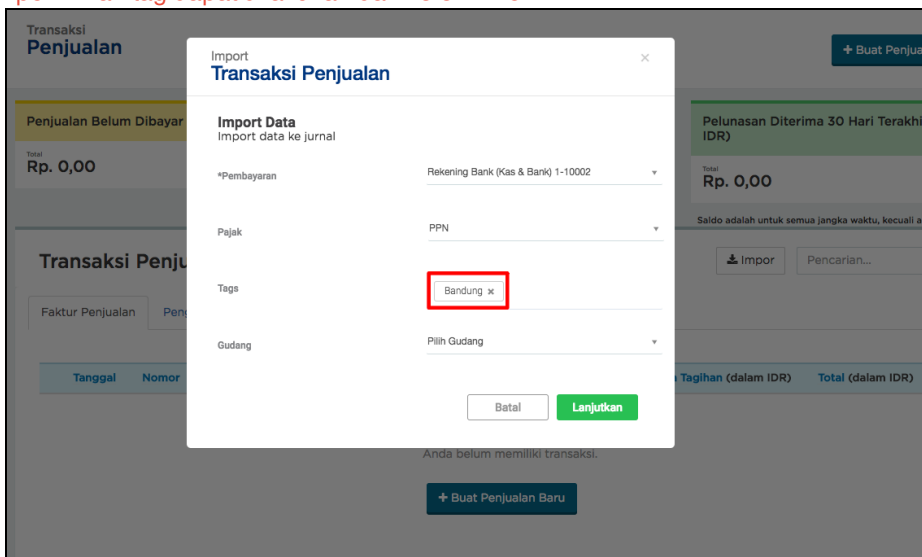 Transaksi
Penjualan
+ Buat Penjua
Import
Transaksi Penjualan
×
Penjualan Belum Dibayar
Total
Rp. 0,00
Pelunasan Diterima 30 Hari Terakhi
IDR)
Total
Rp. 0,00
Saldo adalah untuk semua jangka waktu, kecuali a
Import Data
Import data ke jurnal
*Pembayaran
Rekening Bank (Kas & Bank) 1-10002
Pajak
PPN
Tags
Bandung ×
Gudang
Pilih Gudang
Batal
Lanjutkan
Transaksi Penju
Impor
Pencarian...
Faktur Penjualan
Pen
Tanggal
Nomor
Tagihan (dalam IDR)
Total (dalam IDR)
Anda belum memiliki transaksi.
+ Buat Penjualan Baru